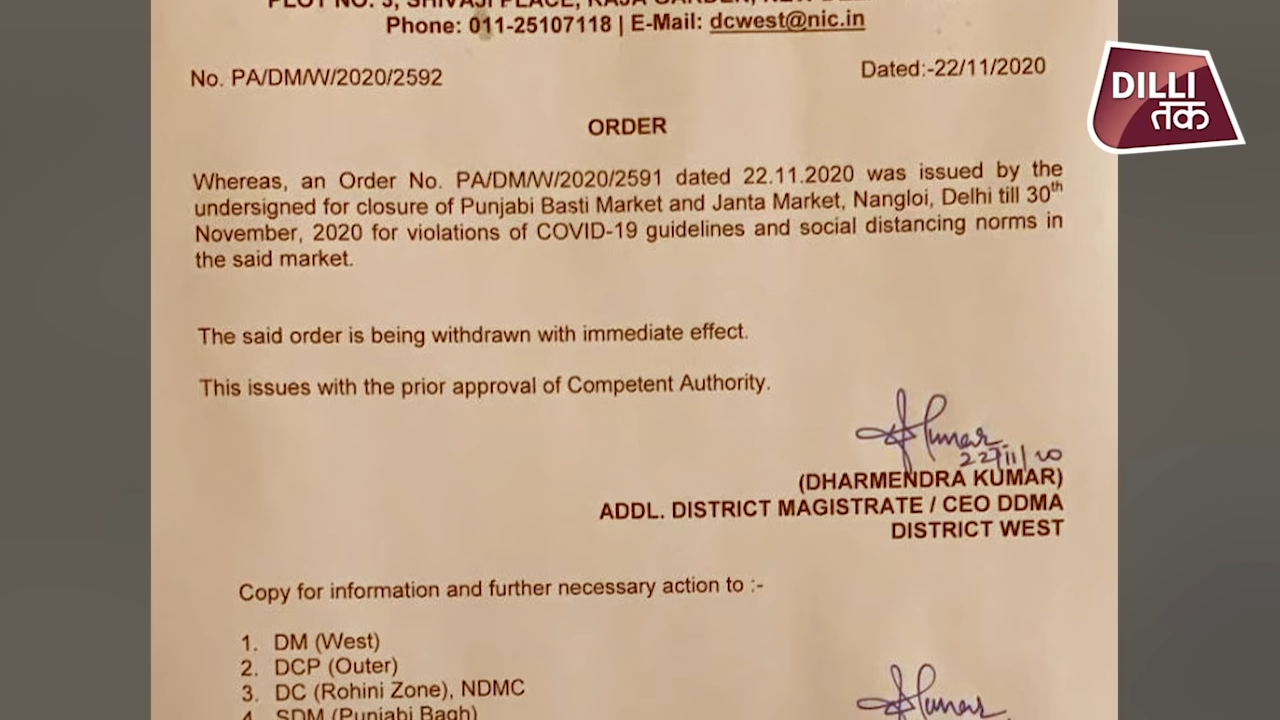 Phone: 011-25107118 | E-Mail: dcwest@nic.in
No. PA/DM/W/2020/2592
Dated:-22/11/2020
DILLI
तक
ORDER
Whereas, an Order No. PA/DM/W/2020/2591 dated 22.11.2020 was issued by the
undersigned for closure of Punjabi Basti Market and Janta Market, Nangloi, Delhi till 30th
November, 2020 for violations of COVID-19 guidelines and social distancing norms in
the said market.
The said order is being withdrawn with immediate effect.
This issues with the prior approval of Competent Authority.
22/11/20
(DHARMENDRA KUMAR)
ADDL. DISTRICT MAGISTRATE / CEO DDMA
DISTRICT WEST
Copy for information and further necessary action to :-
1. DM (West)
2. DCP (Outer)
3. DC (Rohini Zone), NDMC
4. SDM (Punjabi Bagh)